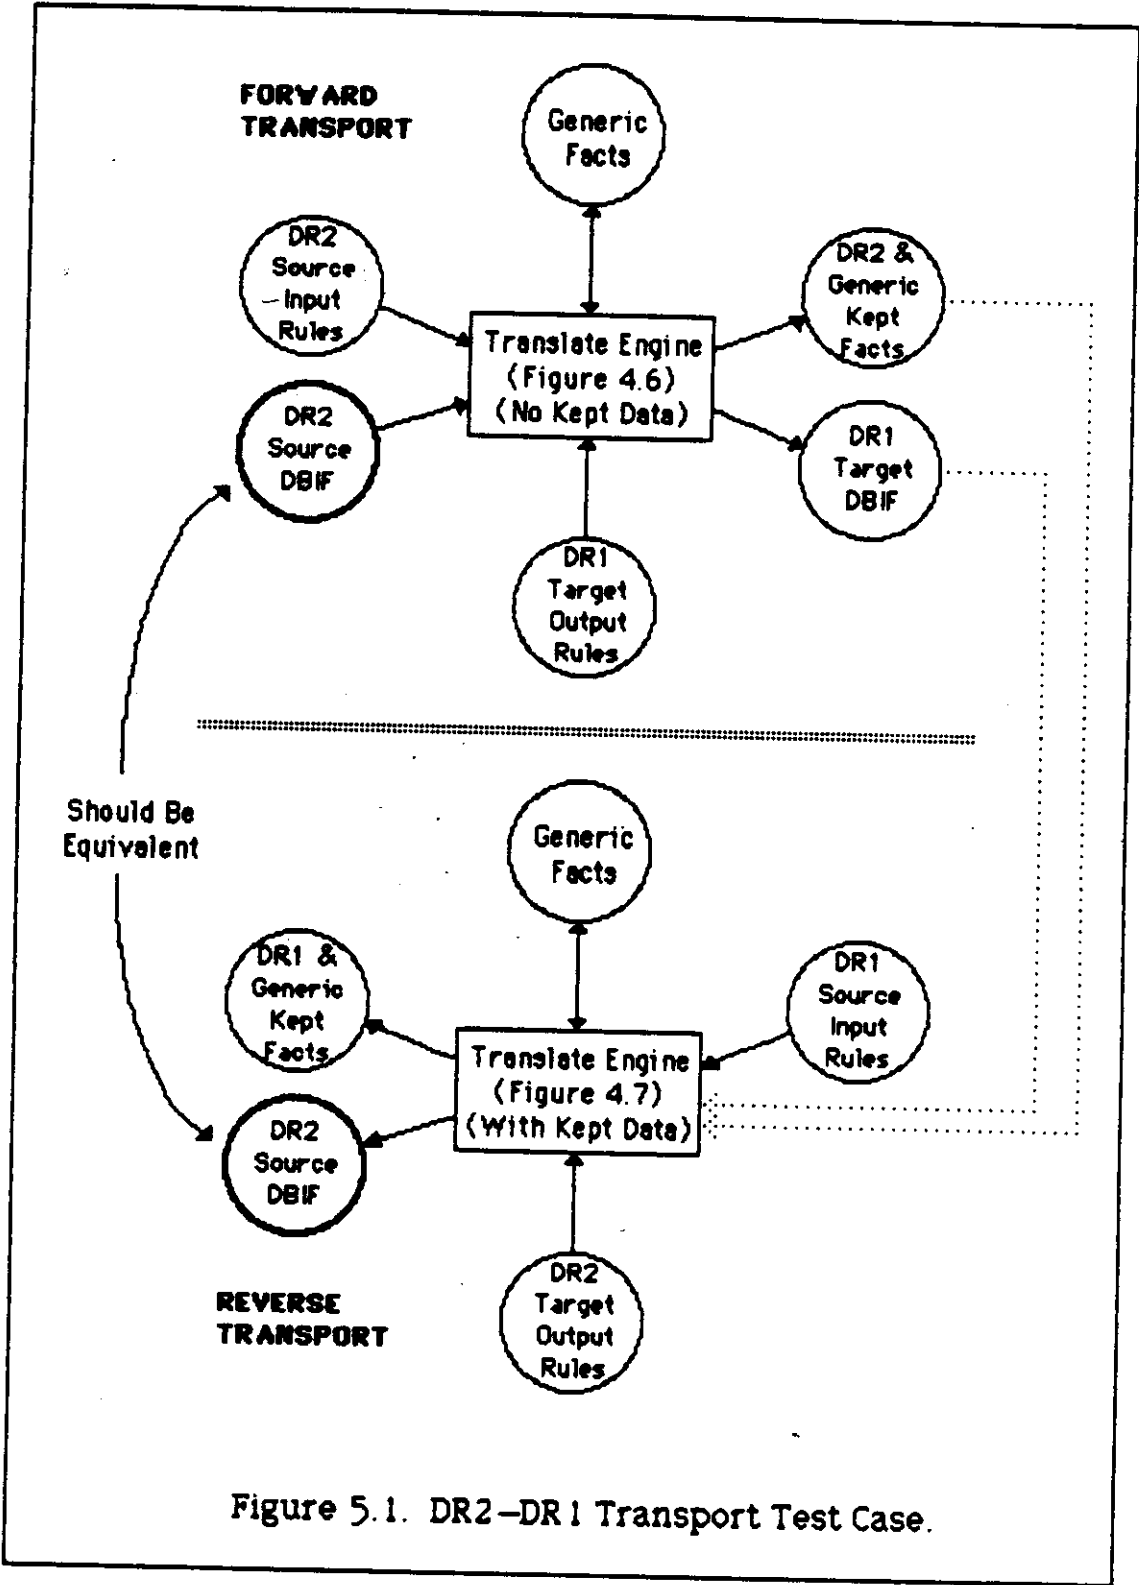 FORWARD
TRANSPORT
Generic
Facts
DR2
Source
Input
Rules
DR2 &
Generic
Kept
Facts
Translate Engine
(Figure 4.6)
(No Kept Data)
DR2
Source
DBIF
DR1
Target
DBIF
DR1
Target
Output
Rules
Should Be
Equivalent
Generic
Facts
DR1 &
Generic
Kept
Facts
DR1
Source
Input
Rules
Translate Engine
(Figure 4.7)
(With Kept Data)
DR2
Source
DBIF
DR2
Target
Output
Rules
REVERSE
TRANSPORT
Figure 5.1. DR2-DR1 Transport Test Case.